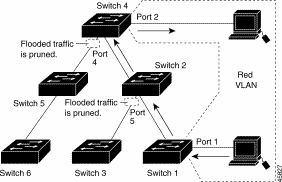 Switch 4
Port 2
Flooded traffic
is pruned.
Port
4
Switch 2
Red
VLAN
Switch 5
Flooded traffic
is pruned.
Port
5
Port 1
Switch 6
Switch 3
Switch 1
45827